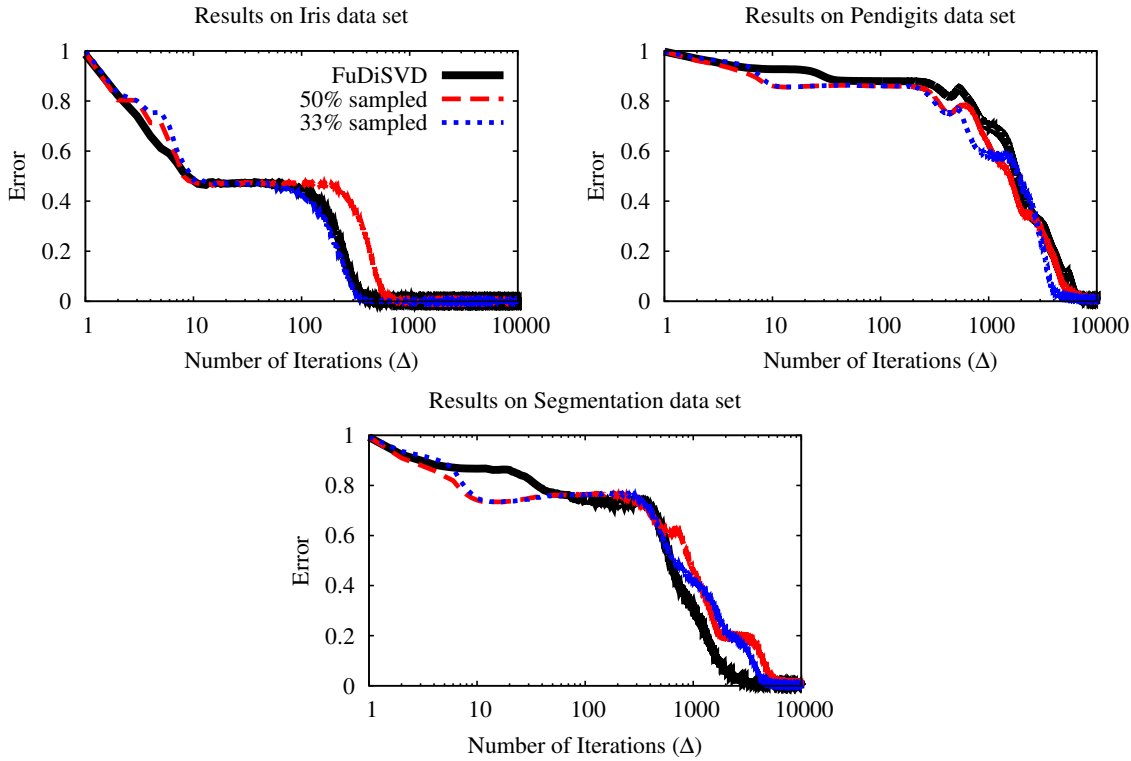 Results on Iris data set
1
0.8
0.6
0.4
0.2
0
Error
FuDiSVD
50% sampled
33% sampled
1 10 100 1000 10000
Number of Iterations (Δ)
Results on Pendigits data set
1
0.8
0.6
0.4
0.2
0
Error
1 10 100 1000 10000
Number of Iterations (Δ)
Results on Segmentation data set
1
0.8
0.6
0.4
0.2
0
Error
1 10 100 1000 10000
Number of Iterations (Δ)